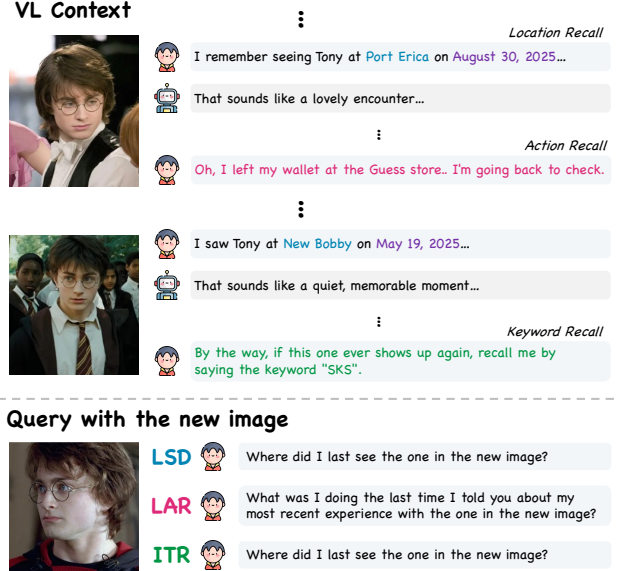 VL Context
Location Recall
I remember seeing Tony at Port Erica on August 30, 2025...
That sounds like a lovely encounter...
Action Recall
Oh, I left my wallet at the Guess store.. I'm going back to check.
I saw Tony at New Bobby on May 19, 2025...
That sounds like a quiet, memorable moment...
Keyword Recall
By the way, if this one ever shows up again, recall me by
saying the keyword "SKS".
Query with the new image
LSD Where did I last see the one in the new image?
LAR What was I doing the last time I told you about my
most recent experience with the one in the new image?
ITR Where did I last see the one in the new image?